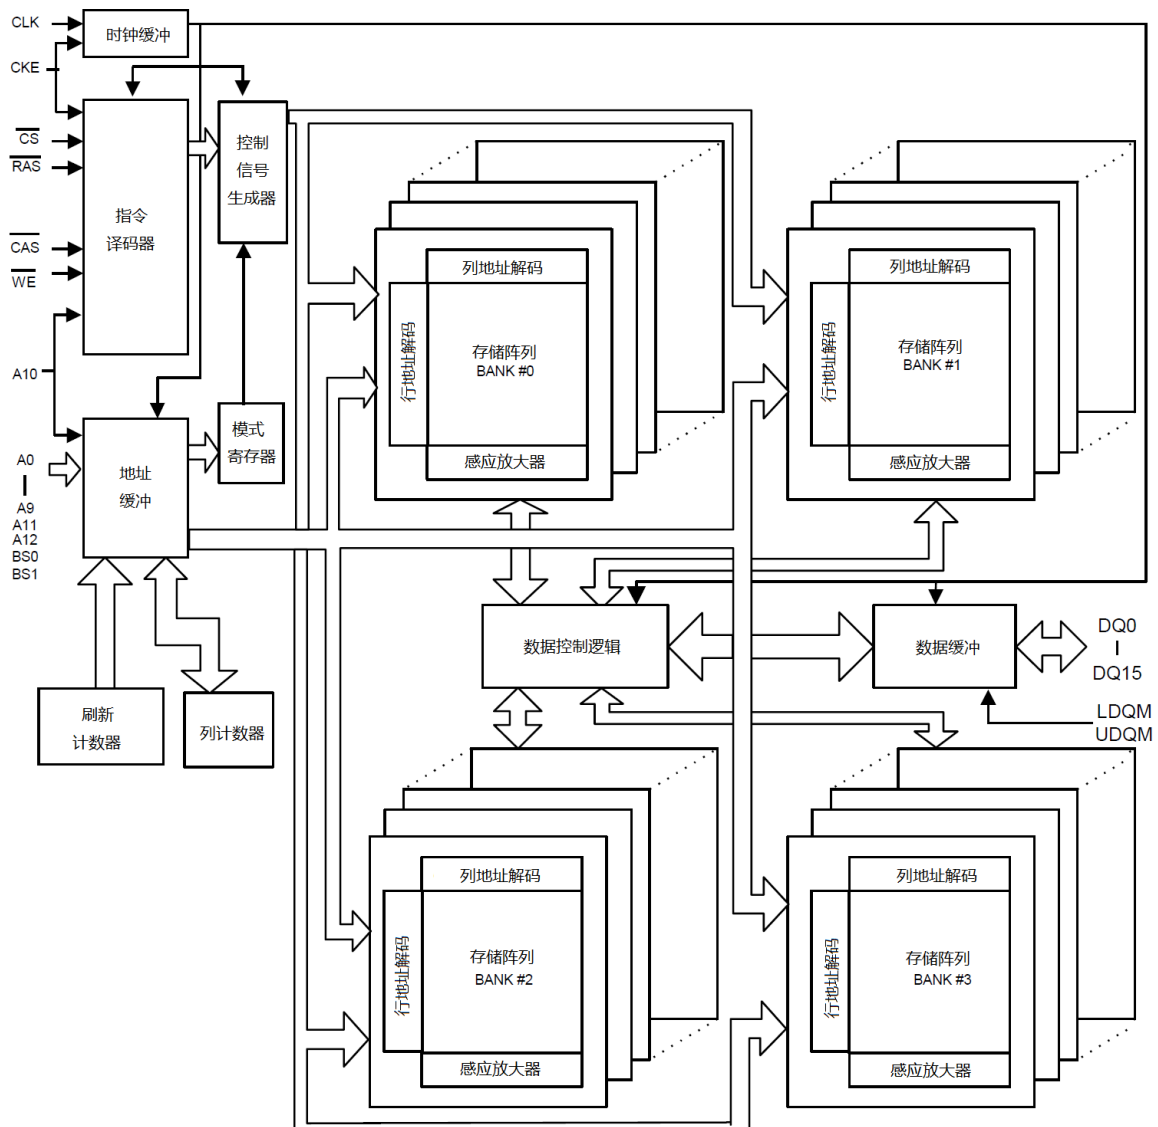 CLK
时钟缓冲
CKE
CS
RAS
CAS
WE
指令
译码器
控制
信号
生成器
A10
A0
A9
A11
A12
BS0
BS1
地址
缓冲
模式
寄存器
刷新
计数器
列计数器
列地址解码
行地址解码
存储阵列
BANK #0
感应放大器
列地址解码
行地址解码
存储阵列
BANK #1
感应放大器
数据控制逻辑
数据缓冲
DQ0
DQ15
LDQM
UDQM
列地址解码
行地址解码
存储阵列
BANK #2
感应放大器
列地址解码
行地址解码
存储阵列
BANK #3
感应放大器